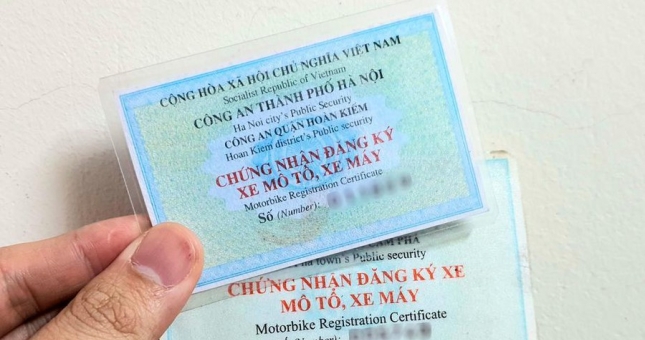 CỘNG HÒA XÃ HỘI CHỦ NGHĨA VIỆT NAM
Socialist Republic of Vietnam
CÔNG AN THÀNH PHỐ HÀ NỘI
Ha Noi city's Public Security
CÔNG AN QUẬN HOÀN KIẾM
Hoan Kiem district's Public security
CHỨNG NHẬN ĐĂNG KÝ
XE MÔ TÔ, XE MÁY
Motorbike Registration Certificate
Số (Number):
CẨM PHẢ
town's Public security
CHỨNG NHẬN ĐĂNG KÝ XE
MÔ TÔ, XE MÁY
Motorbike Registration Certificate
(Number):